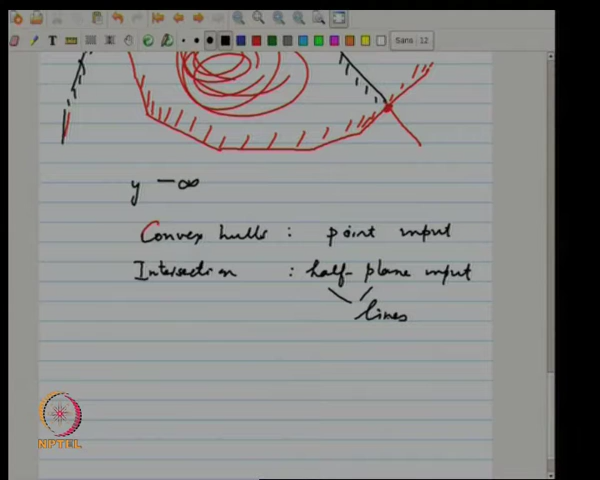 Sans 12
y -∞
Convex hulls : point input
Intersection : half-plane input
lines
NPTEL